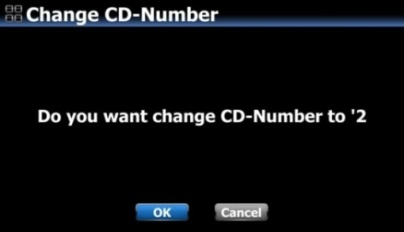 Change CD-Number
Do you want change CD-Number to '2
OK
Cancel